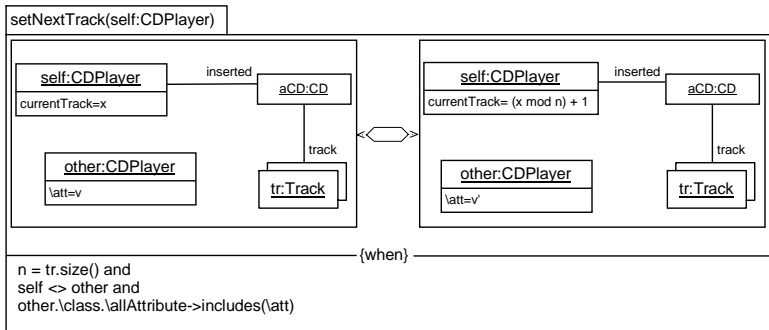 setNextTrack(self:CDPlayer)
self:CDPlayer
currentTrack=x
inserted
aCD:CD
track
tr:Track
other:CDPlayer
\att=v
self:CDPlayer
currentTrack= (x mod n) + 1
inserted
aCD:CD
track
tr:Track
other:CDPlayer
\att=v'
{when}
n = tr.size() and
self <> other and
other.\class.\allAttribute->includes(\att)